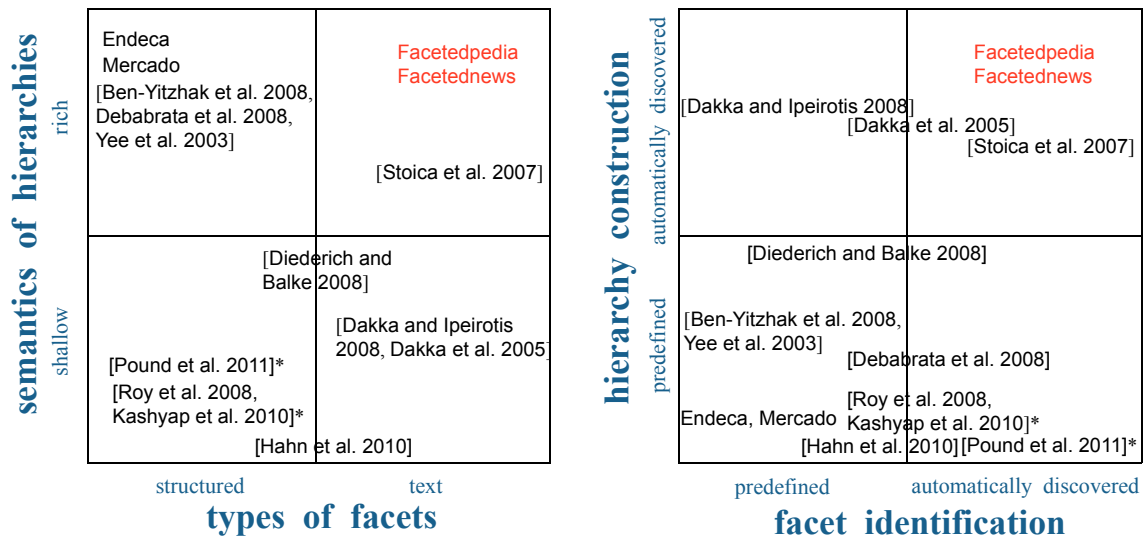 semantics of hierarchies
rich
shallow
Endeca
Mercado
[Ben-Yitzhak et al. 2008,
Debabrata et al. 2008,
Yee et al. 2003]
Facetedpedia
Facetednews
[Stoica et al. 2007]
[Diederich and
Balke 2008]
[Dakka and Ipeirotis
2008, Dakka et al. 2005]
[Pound et al. 2011]*
[Roy et al. 2008,
Kashyap et al. 2010]*
[Hahn et al. 2010]
structured
text
types of facets
hierarchy construction
automatically discovered
predefined
Facetedpedia
Facetednews
[Dakka and Ipeirotis 2008]
[Dakka et al. 2005]
[Stoica et al. 2007]
[Diederich and Balke 2008]
[Ben-Yitzhak et al. 2008,
Yee et al. 2003]
[Debabrata et al. 2008]
[Roy et al. 2008,
Kashyap et al. 2010]*
Endeca, Mercado
[Hahn et al. 2010]
[Pound et al. 2011]*
predefined
automatically discovered
facet identification